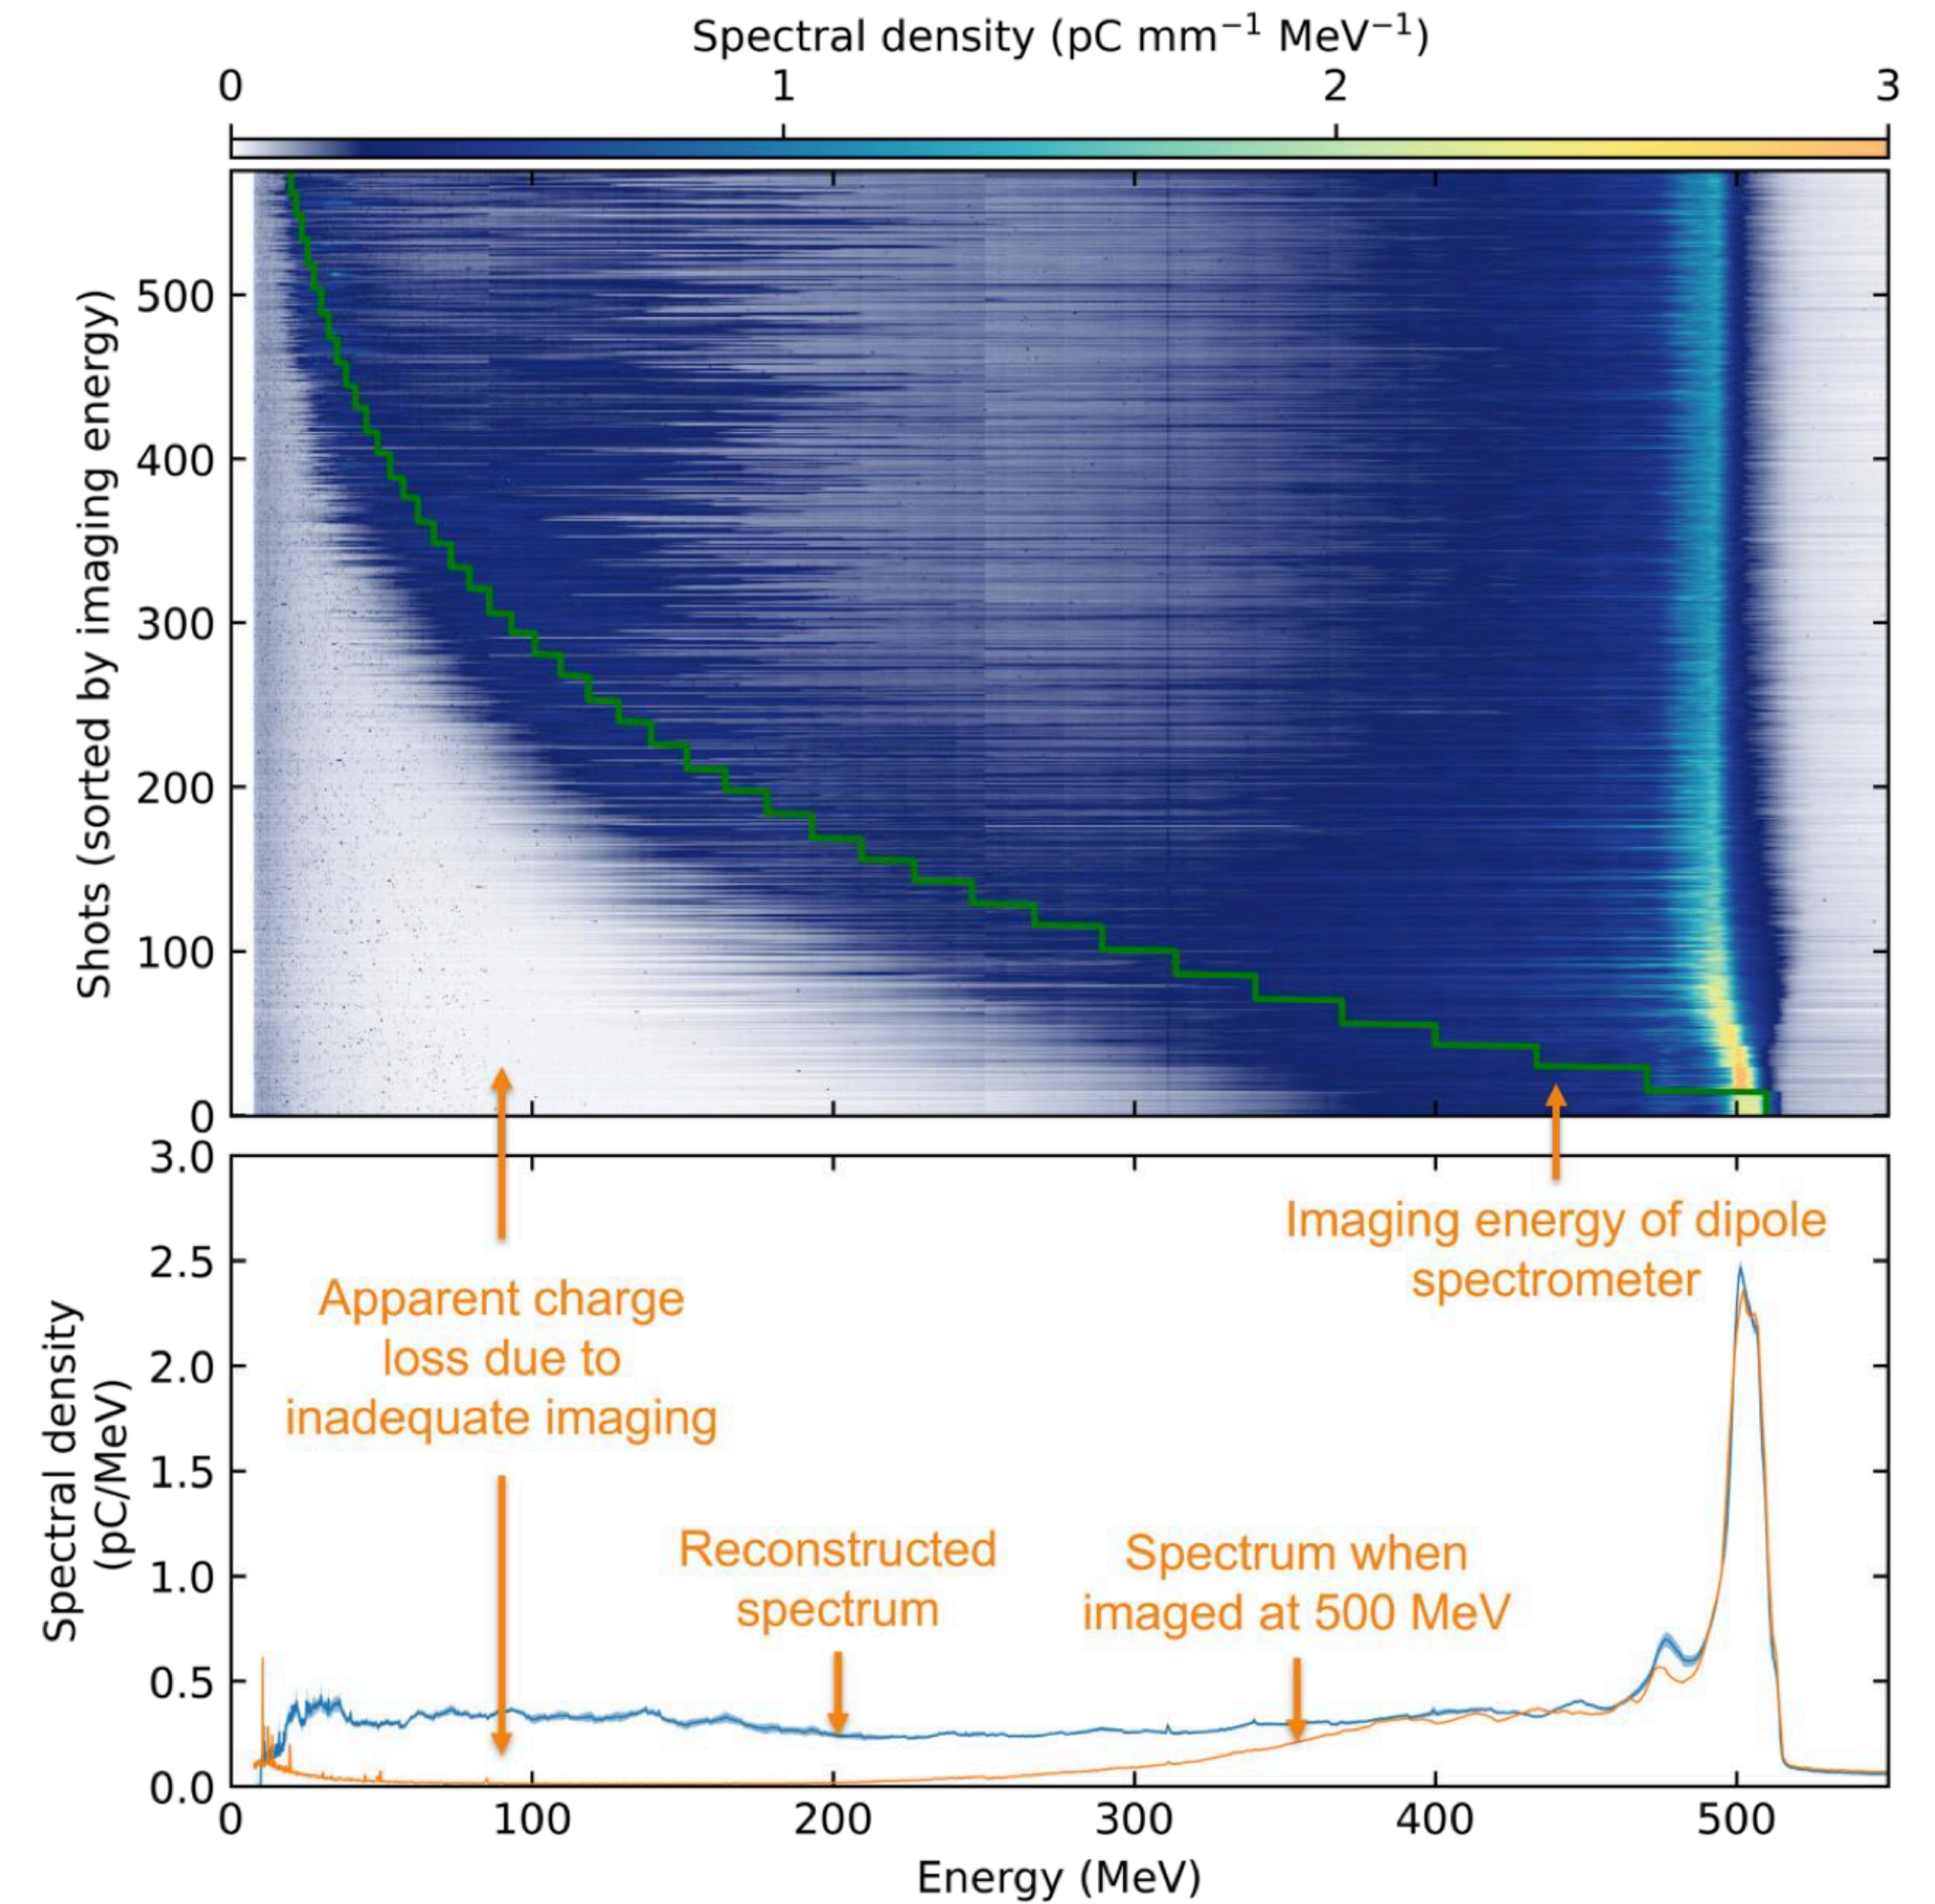 Spectral density (pC mm⁻¹ MeV⁻¹)
0 1 2 3
Shots (sorted by imaging energy)
500
400
300
200
100
0
Spectral density
(pC/MeV)
3.0
2.5
2.0
1.5
1.0
0.5
0.0
Imaging energy of dipole
spectrometer
Apparent charge
loss due to
inadequate imaging
Reconstructed
spectrum
Spectrum when
imaged at 500 MeV
0 100 200 300 400 500
Energy (MeV)